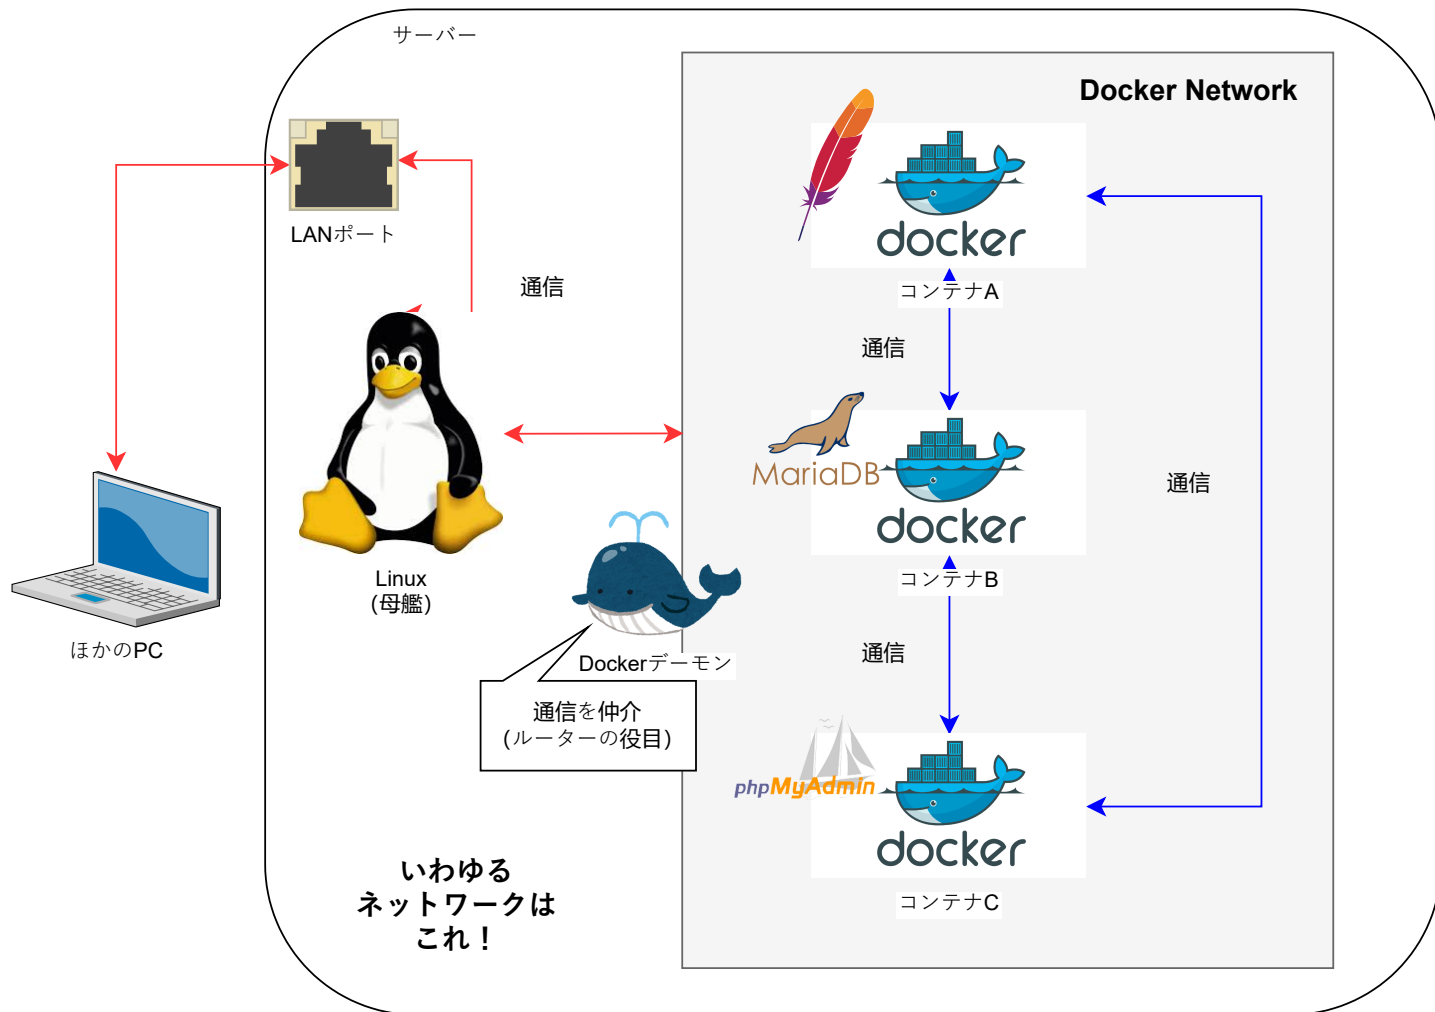 サーバー
Docker Network
docker
LANポート
コンテナA
通信
通信
MariaDB
docker
通信
コンテナB
Linux
(母艦)
ほかのPC
Dockerデーモン
通信
通信を仲介
(ルーターの役目)
phpMyAdmin
docker
コンテナC
いわゆる
ネットワークは
これ！